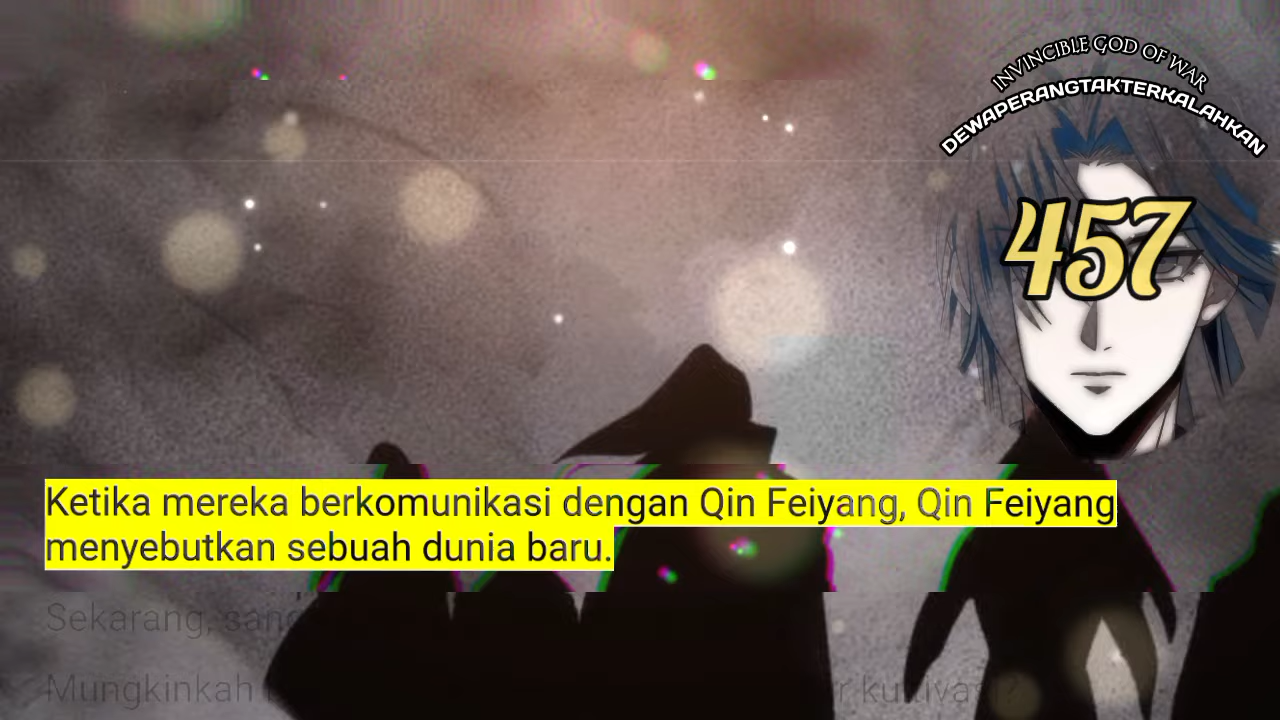 INVINCIBLE GOD OF WAR
DEWAPERANGTAKTERKALAHKAN
457
Ketika mereka berkomunikasi dengan Qin Feiyang, Qin Feiyang
menyebutkan sebuah dunia baru.
Sekarang,
Mungkinkah